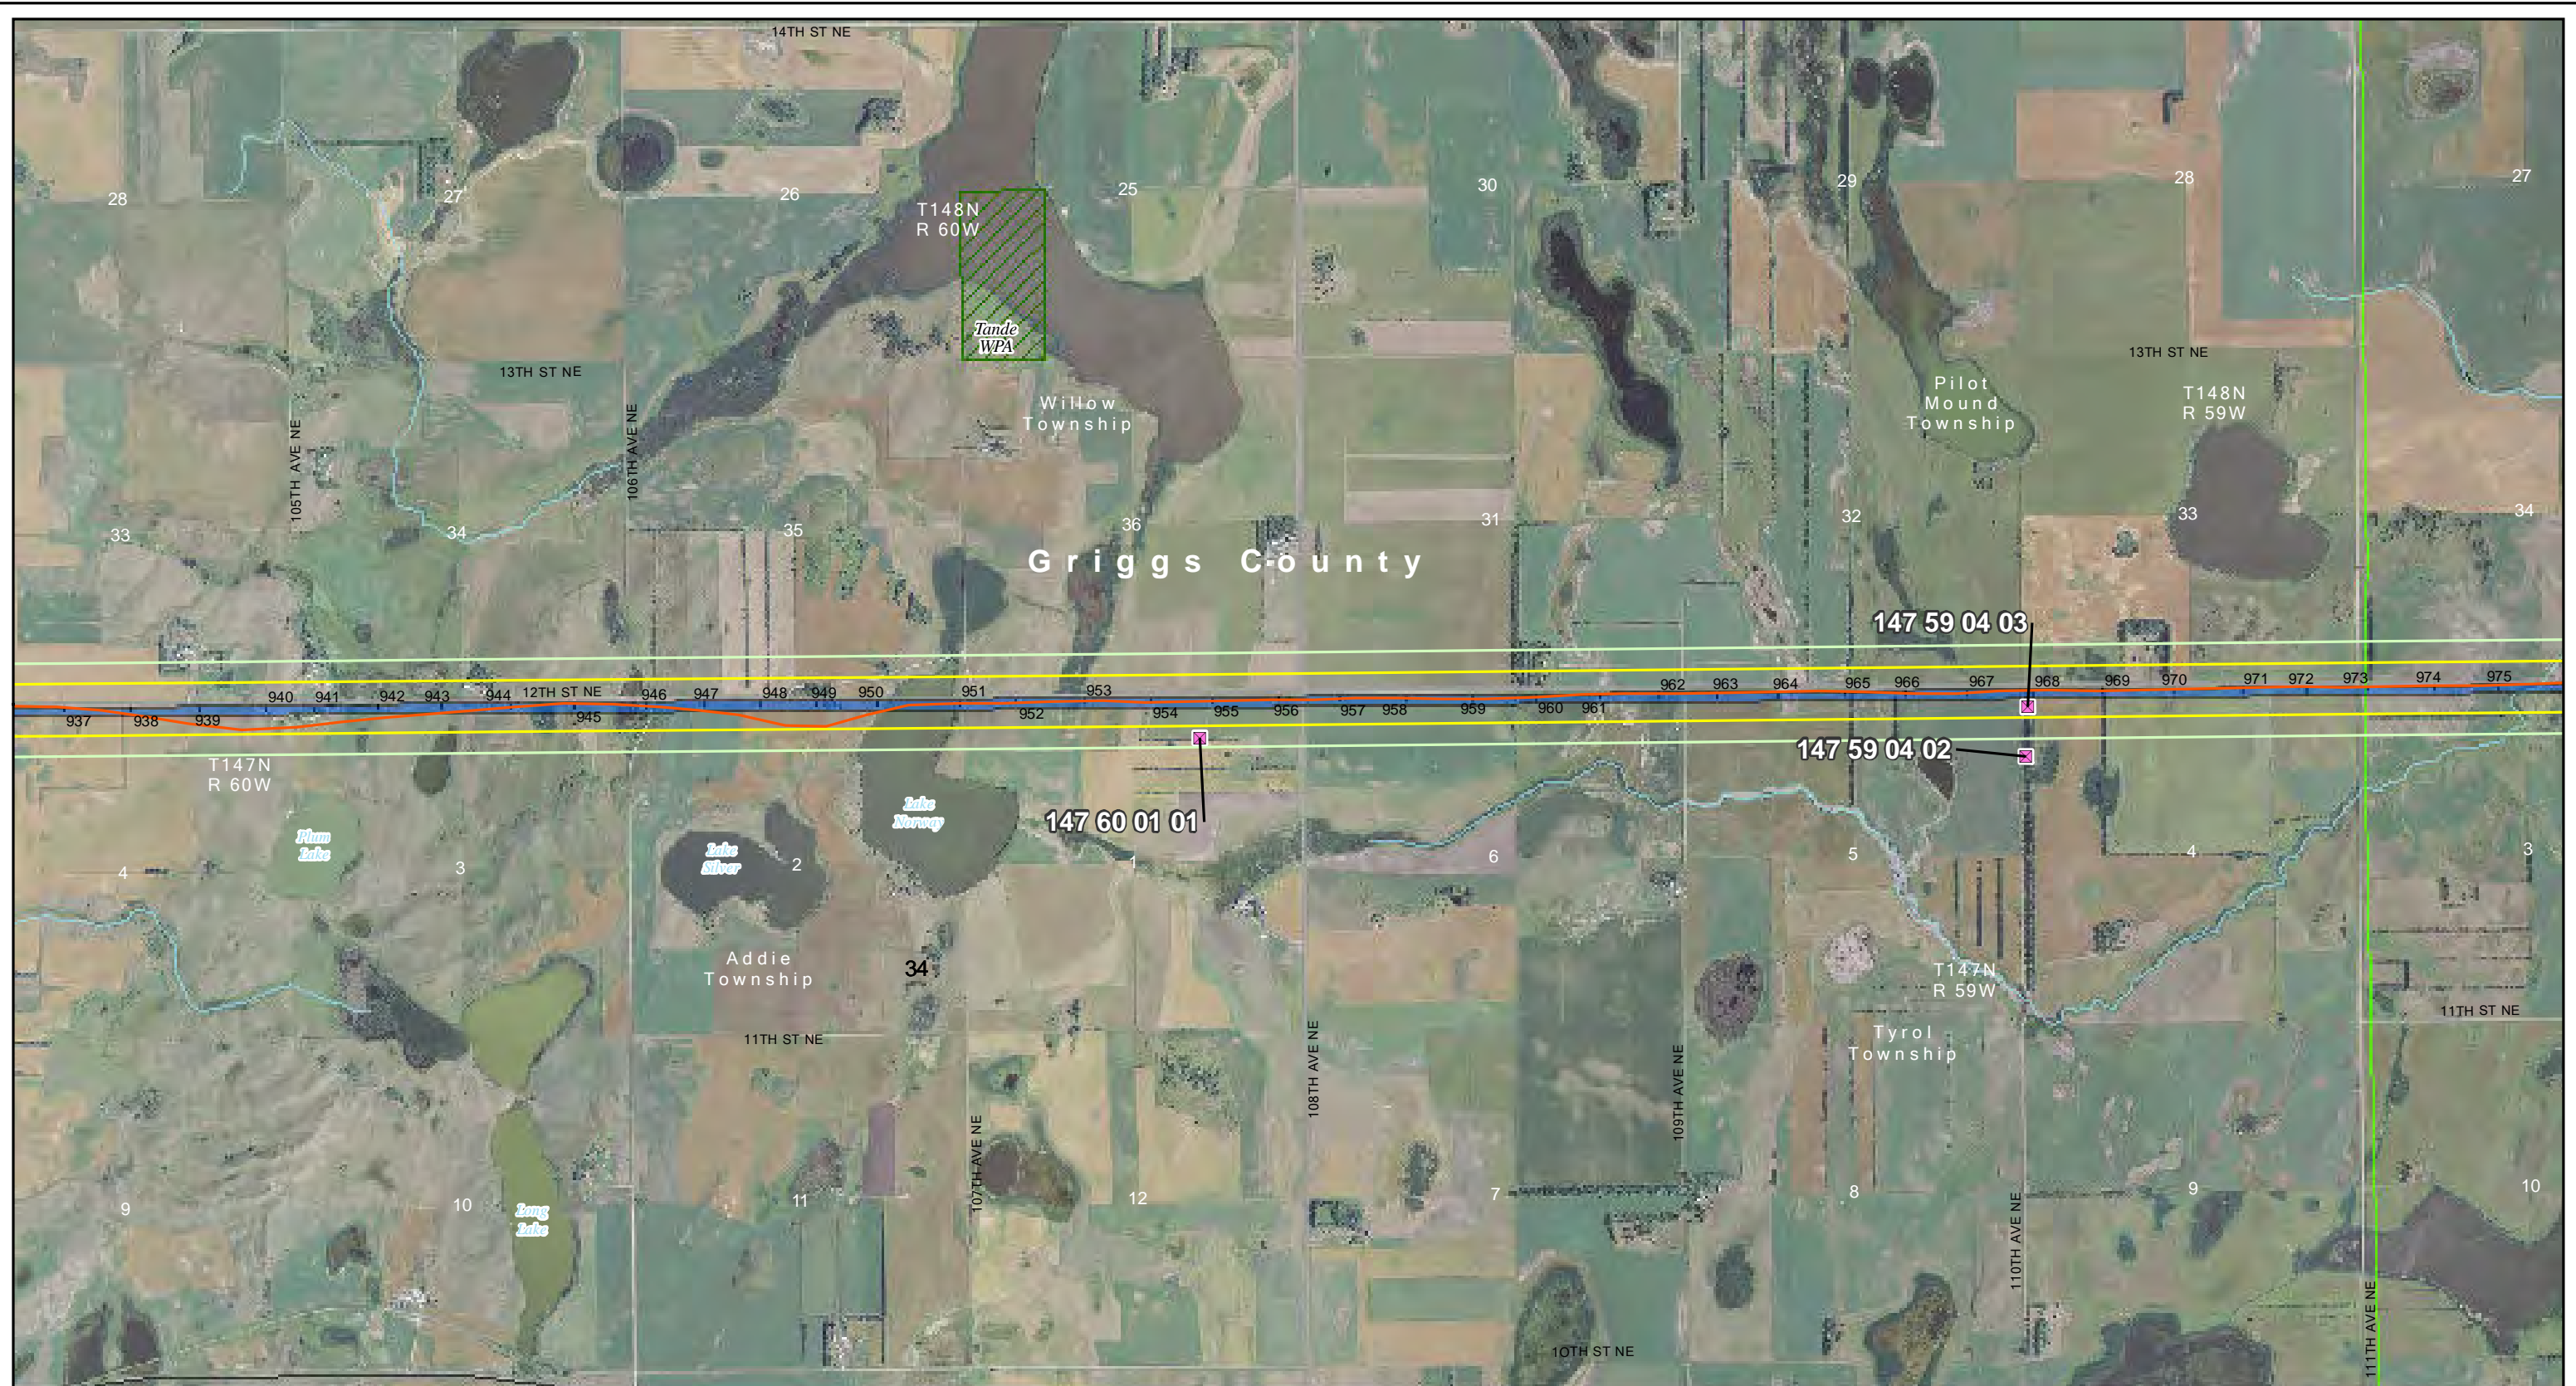 14TH ST NE
28
27
26
25
30
29
28
27
T148N
R 60W
Tande
WPA
13TH ST NE
13TH ST NE
Willow
Township
Pilot
Mound
Township
T148N
R 59W
105TH AVE NE
106TH AVE NE
33
34
35
36
31
32
33
34
Griggs County
147 59 04 03
940
941
942
943
944
12TH ST NE
946
947
948
949
950
951
953
962
963
964
965
966
967
968
969
970
971
972
973
974
975
937
938
939
945
952
954
955
956
957
958
959
960
961
147 59 04 02
T147N
R 60W
147 60 01 01
Plum
Lake
Lake
Silver
Lake
Norway
4
3
2
1
6
5
4
3
Addie
Township
34
T147N
R 59W
Tyrol
Township
11TH ST NE
11TH ST NE
107TH AVE NE
108TH AVE NE
109TH AVE NE
110TH AVE NE
111TH AVE NE
9
10
11
12
7
8
9
10
Long
Lake
10TH ST NE